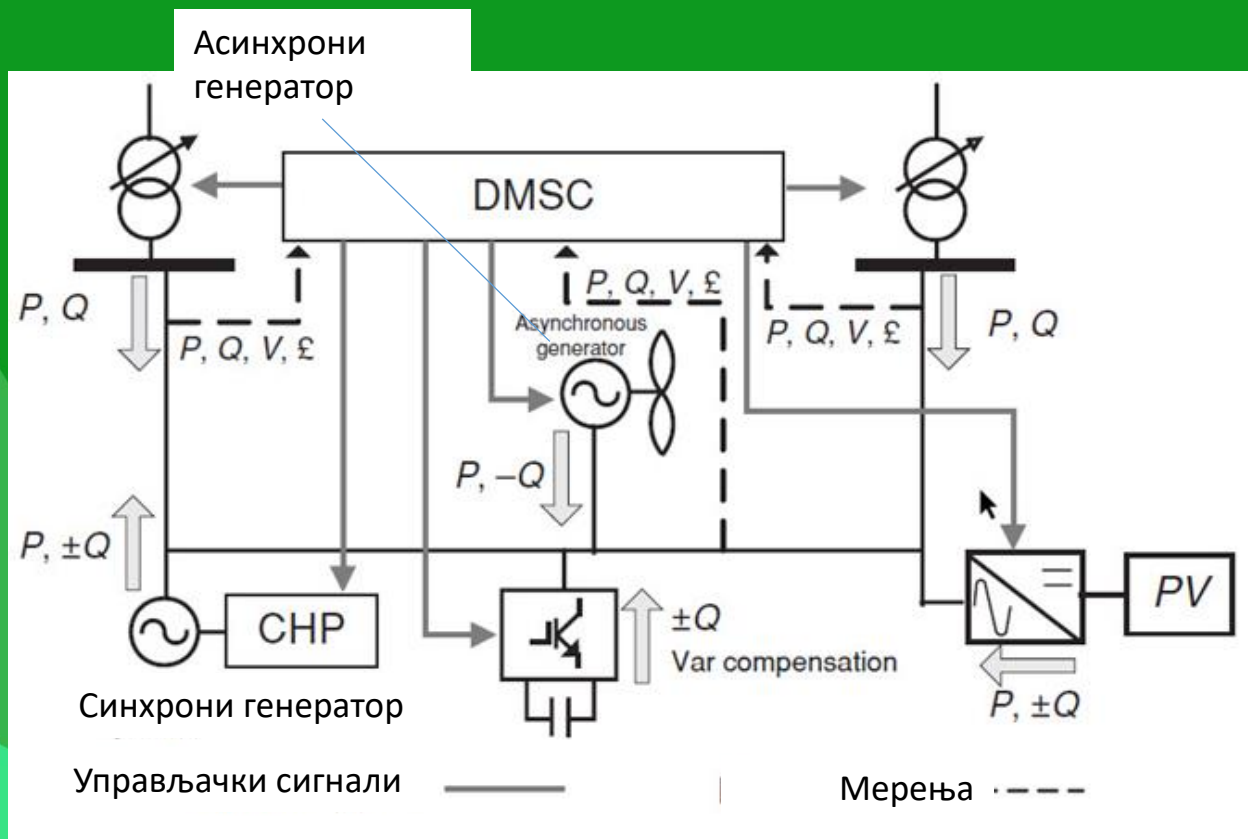 Асинхрони
генератор
DMSC
P, Q
P, Q, V, £
P, Q, V, £
P, Q, V, £
P, Q
Asynchronous
generator
P, –Q
P, ±Q
CHP
±Q
Var compensation
PV
P, ±Q
Синхрони генератор
Управљачки сигнали
Мерења